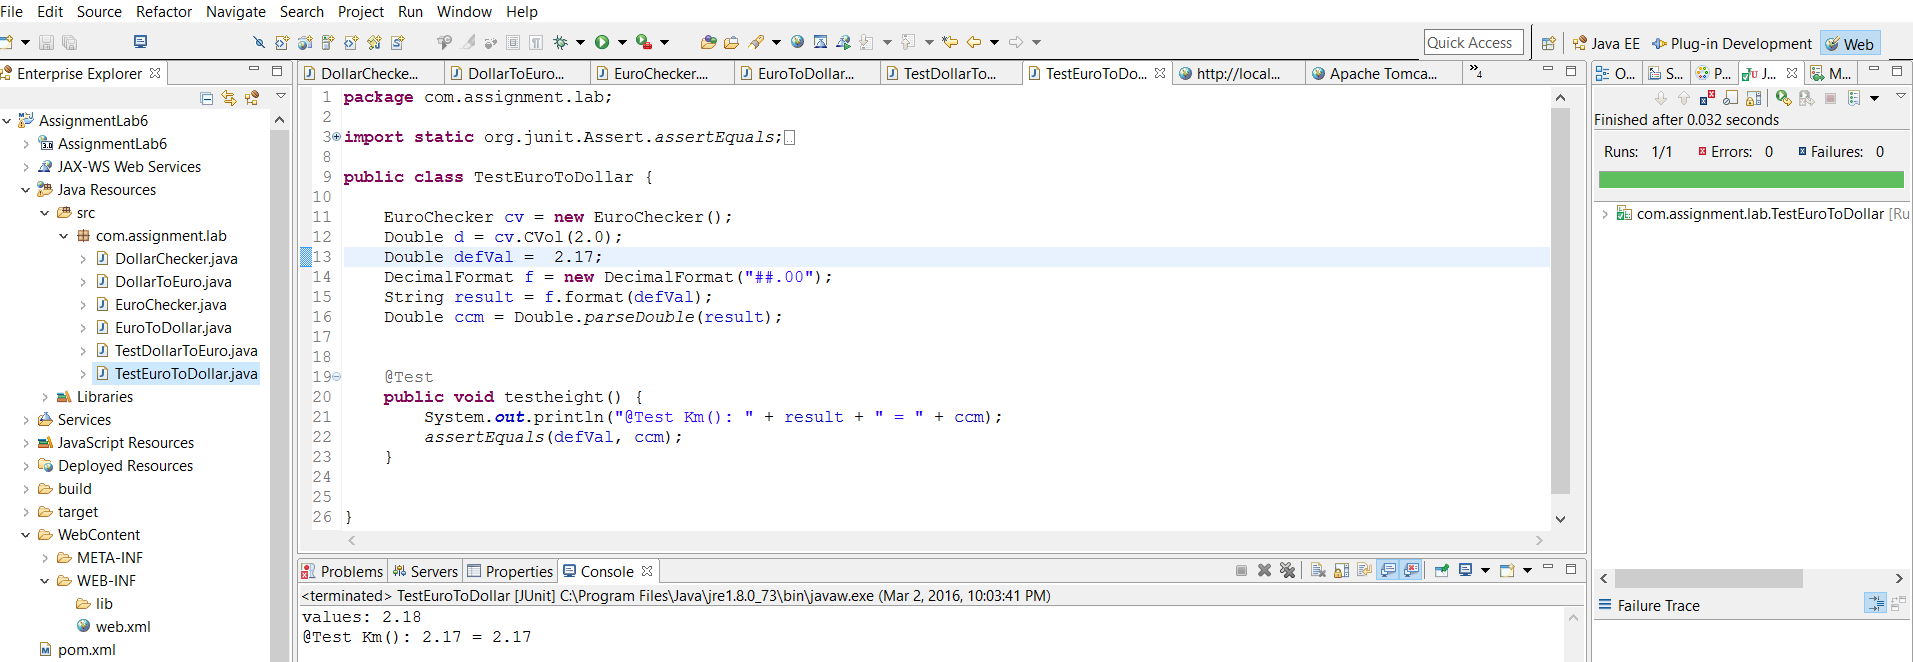 File Edit Source Refactor Navigate Search Project Run Window Help
Quick Access Java EE Plug-in Development Web
Enterprise Explorer
AssignmentLab6
AssignmentLab6
JAX-WS Web Services
Java Resources
src
com.assignment.lab
DollarChecker.java
DollarToEuro.java
EuroChecker.java
EuroToDollar.java
TestDollarToEuro.java
TestEuroToDollar.java
Libraries
Services
JavaScript Resources
Deployed Resources
build
target
WebContent
META-INF
WEB-INF
lib
web.xml
pom.xml
DollarChecke... DollarToEuro... EuroChecker.... EuroToDollar... TestDollarTo... TestEuroToDo... http://local... Apache Tomca... »4
1 package com.assignment.lab;
2
3 import static org.junit.Assert.assertEquals;
8
9 public class TestEuroToDollar {
10
11 EuroChecker cv = new EuroChecker();
12 Double d = cv.CVol(2.0);
13 Double defVal =  2.17;
14 DecimalFormat f = new DecimalFormat("##.00");
15 String result = f.format(defVal);
16 Double ccm = Double.parseDouble(result);
17
18
19 @Test
20 public void testheight() {
21 System.out.println("@Test Km(): " + result + " = " + ccm);
22 assertEquals(defVal, ccm);
23 }
24
25
26 }
Problems Servers Properties Console
<terminated> TestEuroToDollar [JUnit] C:\Program Files\Java\jre1.8.0_73\bin\javaw.exe (Mar 2, 2016, 10:03:41 PM)
values: 2.18
@Test Km(): 2.17 = 2.17
O... S... P... J... M...
Finished after 0.032 seconds
Runs: 1/1 Errors: 0 Failures: 0
com.assignment.lab.TestEuroToDollar [Ru
Failure Trace